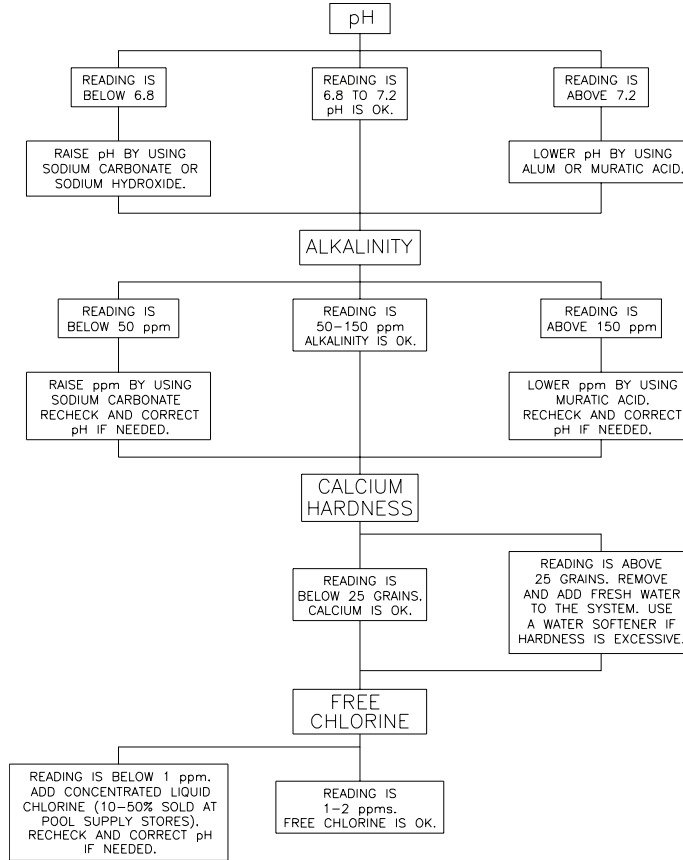 pH
READING IS
BELOW 6.8
READING IS
6.8 TO 7.2
pH IS OK.
READING IS
ABOVE 7.2
RAISE pH BY USING
SODIUM CARBONATE OR
SODIUM HYDROXIDE.
LOWER pH BY USING
ALUM OR MURATIC ACID.
ALKALINITY
READING IS
BELOW 50 ppm
READING IS
50-150 ppm
ALKALINITY IS OK.
READING IS
ABOVE 150 ppm
RAISE ppm BY USING
SODIUM CARBONATE
RECHECK AND CORRECT
pH IF NEEDED.
LOWER ppm BY USING
MURATIC ACID.
RECHECK AND CORRECT
pH IF NEEDED.
CALCIUM
HARDNESS
READING IS
BELOW 25 GRAINS.
CALCIUM IS OK.
READING IS ABOVE
25 GRAINS. REMOVE
AND ADD FRESH WATER
TO THE SYSTEM. USE
A WATER SOFTENER IF
HARDNESS IS EXCESSIVE.
FREE
CHLORINE
READING IS BELOW 1 ppm.
ADD CONCENTRATED LIQUID
CHLORINE (10-50% SOLD AT
POOL SUPPLY STORES).
RECHECK AND CORRECT pH
IF NEEDED.
READING IS
1-2 ppms.
FREE CHLORINE IS OK.